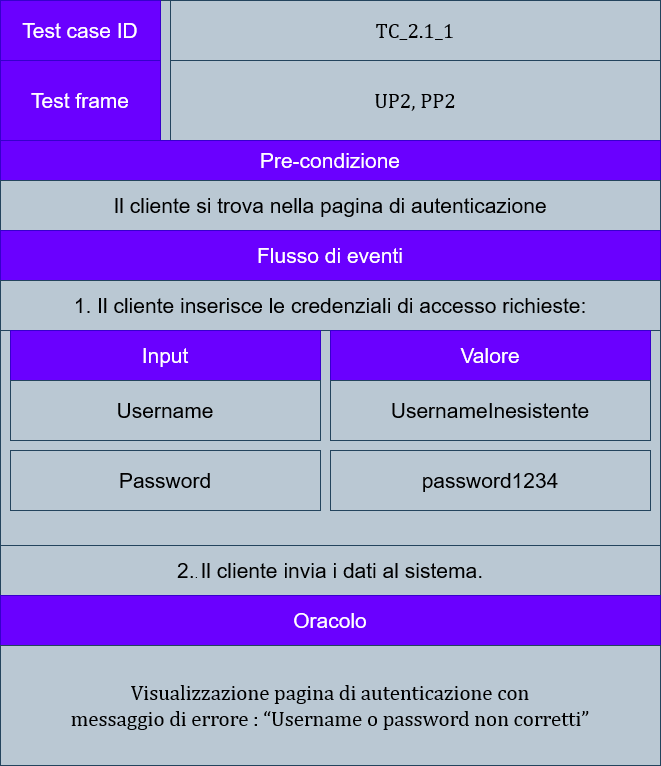 Test case ID
TC_2.1_1
Test frame
UP2, PP2
Pre-condizione
Il cliente si trova nella pagina di autenticazione
Flusso di eventi
1. Il cliente inserisce le credenziali di accesso richieste:
Input
Valore
Username
UsernameInesistente
Password
password1234
2.. Il cliente invia i dati al sistema.
Oracolo
Visualizzazione pagina di autenticazione con
messaggio di errore : “Username o password non corretti”